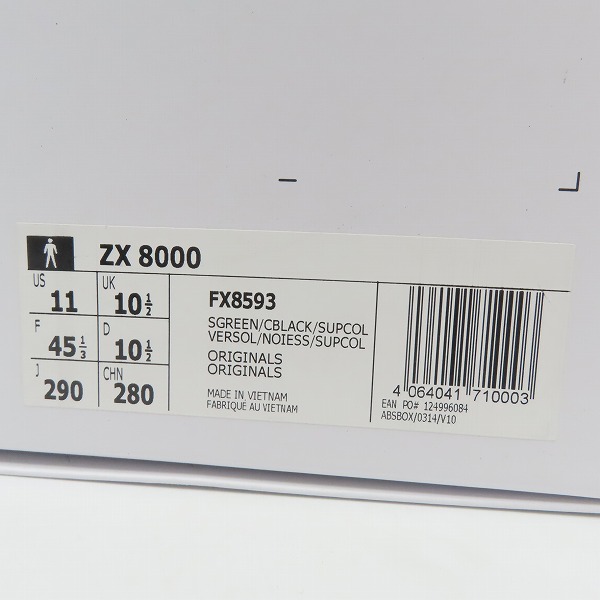 ZX 8000
US 11 UK 10 1/2
F 45 1/3 D 10 1/2
J 290 CHN 280
FX8593
SGREEN/CBLACK/SUPCOL
VERSOL/NOIESS/SUPCOL
ORIGINALS
ORIGINALS
MADE IN VIETNAM
FABRIQUÉ AU VIETNAM
4 064041 710003
EAN PO# 124996084
ABSBOX/0314/V10